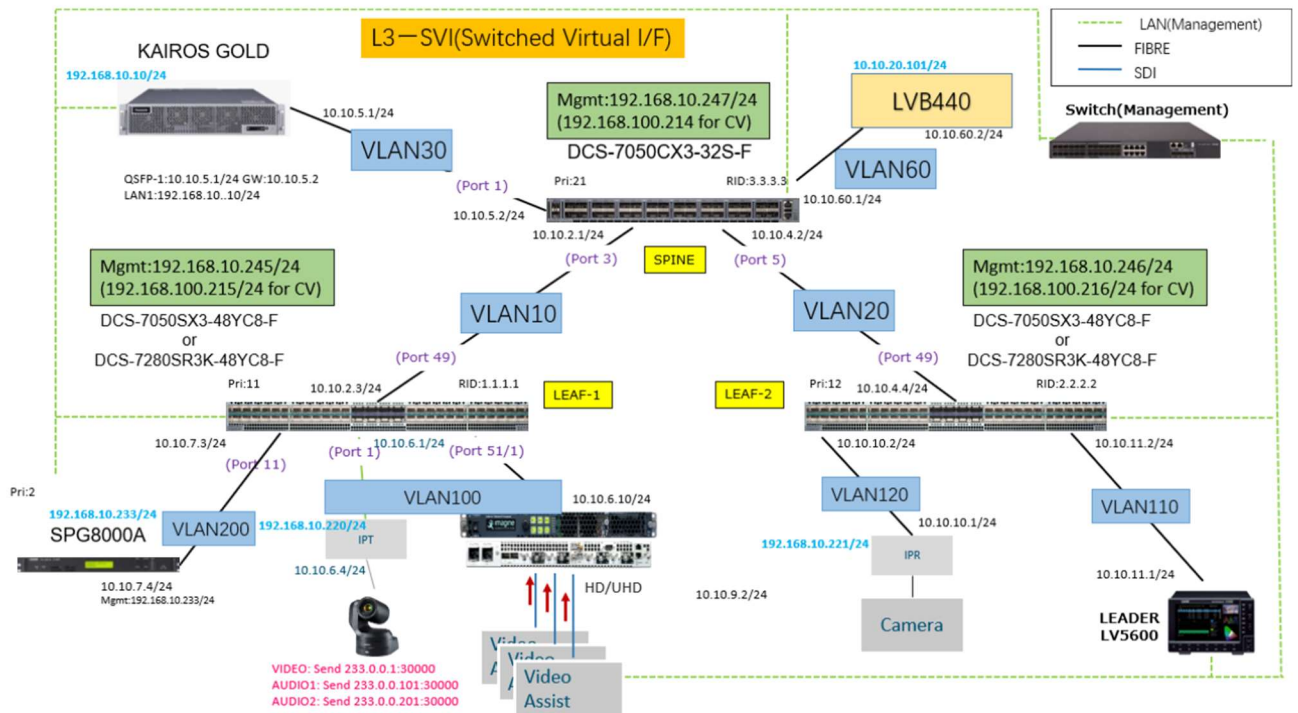 L3－SVI(Switched Virtual I/F)
LAN(Management)
FIBRE
SDI
KAIROS GOLD
192.168.10.10/24
10.10.5.1/24
VLAN30
QSFP-1:10.10.5.1/24 GW:10.10.5.2
LAN1:192.168.10..10/24
(Port 1)
10.10.5.2/24
Mgmt:192.168.10.247/24
(192.168.100.214 for CV)
DCS-7050CX3-32S-F
Pri:21
RID:3.3.3.3
10.10.20.101/24
LVB440
10.10.60.2/24
VLAN60
10.10.60.1/24
Switch(Management)
10.10.2.1/24
10.10.4.2/24
(Port 3)
SPINE
(Port 5)
Mgmt:192.168.10.245/24
(192.168.100.215/24 for CV)
DCS-7050SX3-48YC8-F
or
DCS-7280SR3K-48YC8-F
VLAN10
VLAN20
Mgmt:192.168.10.246/24
(192.168.100.216/24 for CV)
DCS-7050SX3-48YC8-F
or
DCS-7280SR3K-48YC8-F
(Port 49)
(Port 49)
Pri:11
10.10.2.3/24
RID:1.1.1.1
LEAF-1
LEAF-2
Pri:12
10.10.4.4/24
RID:2.2.2.2
10.10.7.3/24
10.10.6.1/24
(Port 11)
(Port 1)
(Port 51/1)
10.10.10.2/24
10.10.11.2/24
Pri:2
192.168.10.233/24
SPG8000A
VLAN200
192.168.10.220/24
VLAN100
10.10.6.10/24
IPT
10.10.6.4/24
HD/UHD
10.10.7.4/24
Mgmt:192.168.10.233/24
VLAN120
10.10.10.1/24
192.168.10.221/24
IPR
10.10.9.2/24
Camera
VLAN110
10.10.11.1/24
LEADER
LV5600
VIDEO: Send 233.0.0.1:30000
AUDIO1: Send 233.0.0.101:30000
AUDIO2: Send 233.0.0.201:30000
Video
Assist